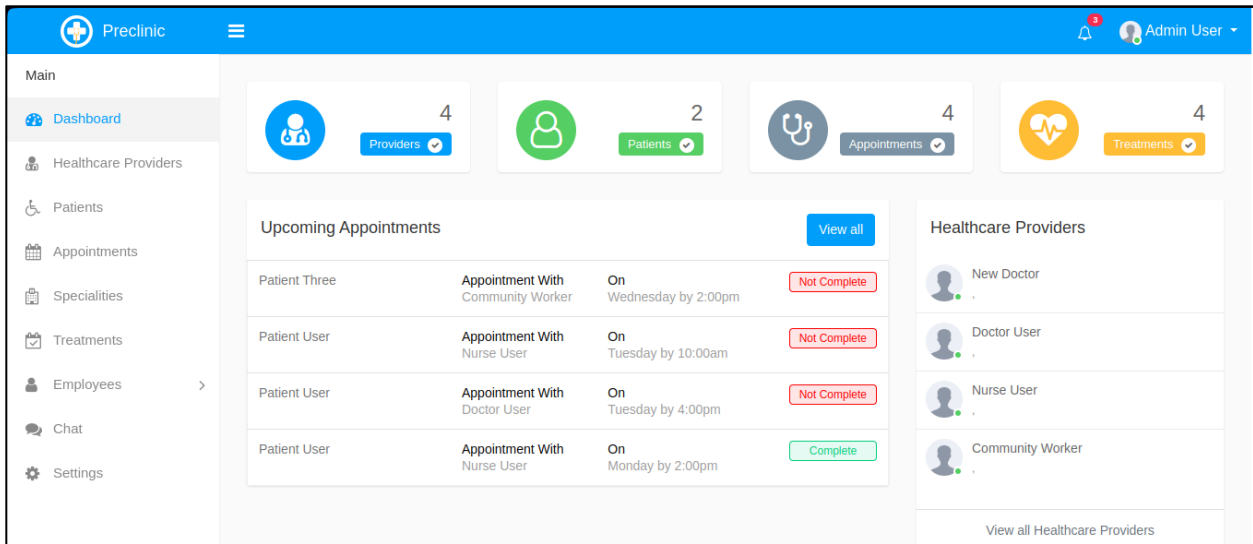 Preclinic
3
Admin User
Main
Dashboard
Healthcare Providers
Patients
Appointments
Specialities
Treatments
Employees
Chat
Settings
4
Providers
2
Patients
4
Appointments
4
Treatments
Upcoming Appointments
View all
Patient Three
Appointment With
Community Worker
On
Wednesday by 2:00pm
Not Complete
Patient User
Appointment With
Nurse User
On
Tuesday by 10:00am
Not Complete
Patient User
Appointment With
Doctor User
On
Tuesday by 4:00pm
Not Complete
Patient User
Appointment With
Nurse User
On
Monday by 2:00pm
Complete
Healthcare Providers
New Doctor
,
Doctor User
,
Nurse User
,
Community Worker
,
View all Healthcare Providers